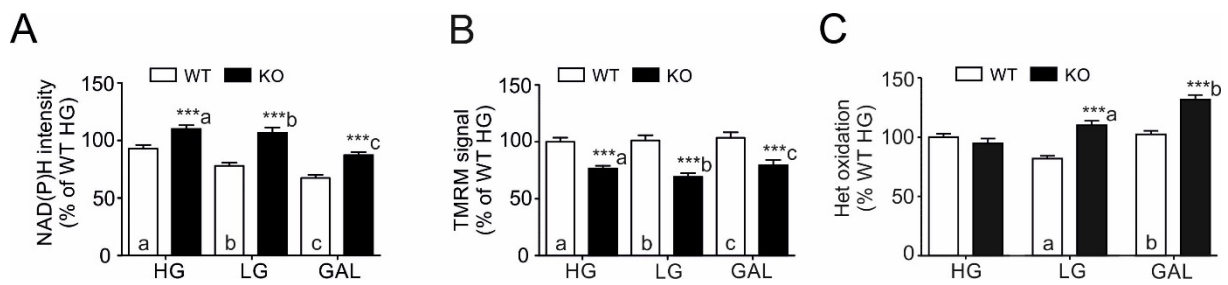 A
WT KO
NAD(P)H intensity
(% of WT HG)
150
100
50
0
***a
***b
***c
a
b
c
HG LG GAL
B
WT KO
TMRM signal
(% of WT HG)
150
100
50
0
***a
***b
***c
a
b
c
HG LG GAL
C
WT KO
Het oxidation
(% WT HG)
150
100
50
0
***a
***b
a
b
HG LG GAL